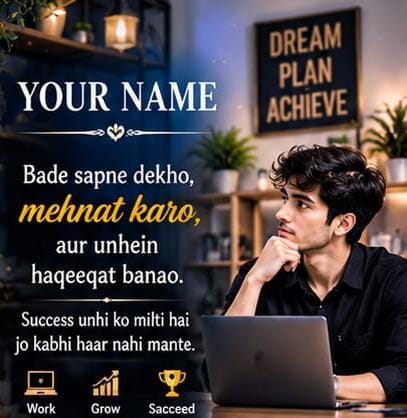 DREAM
PLAN
ACHIEVE
YOUR NAME
Bade sapne dekho,
mehnat karo,
aur unhein
haqeeqat banao.
Success unhi ko milti hai
jo kabhi haar nahi mante.
Work Grow Sacceed